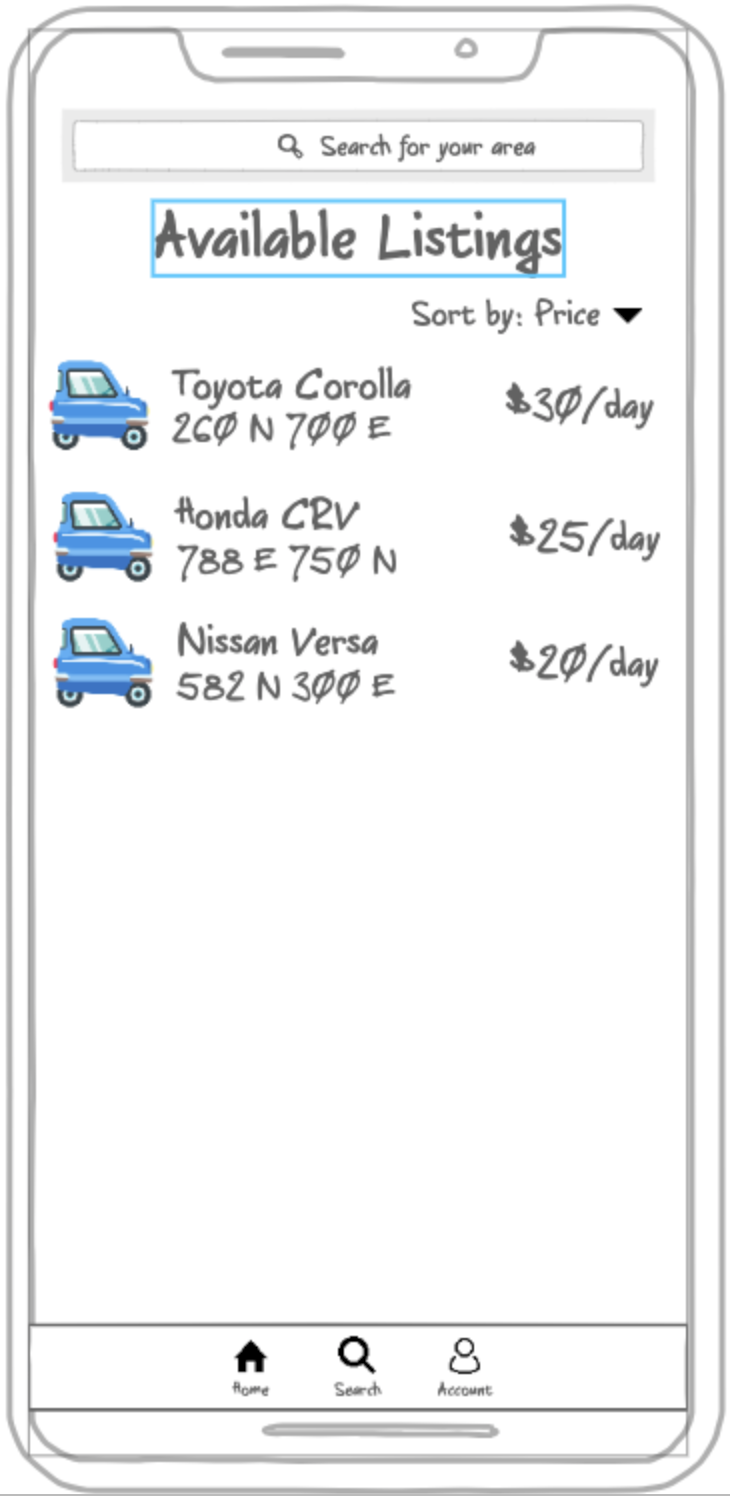 Search for your area
Available Listings
Sort by: Price
Toyota Corolla
260 N 700 E
$30/day
Honda CRV
788 E 750 N
$25/day
Nissan Versa
582 N 300 E
$20/day
Home
Search
Account